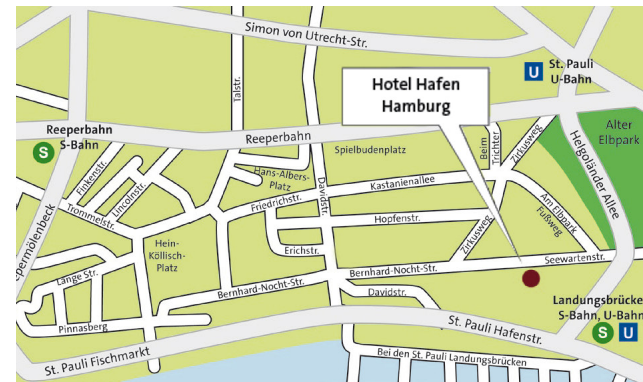 Simon von Utrecht-Str.
St. Pauli
U-Bahn
U
Hotel Hafen
Hamburg
Talstr.
Reeperbahn
S-Bahn
S
Reeperbahn
Spielbudenplatz
Beim
Trichter
Zirkusweg
Alter
Elbpark
Helgoländer Allee
Finkenstr.
Lincolnstr.
Trommelstr.
Hans-Albers-
Platz
Davidstr.
Kastanienallee
Friedrichstr.
Hopfenstr.
Am Elbpark
Fußweg
Zirkusweg
epermölenbeck
Hein-
Köllisch-
Platz
Erichstr.
Seewartenstr.
Lange Str.
Bernhard-Nocht-Str.
Bernhard-Nocht-Str.
Davidstr.
Landungsbrücke
S-Bahn, U-Bahn
S
U
Pinnasberg
St. Pauli Hafenstr.
St. Pauli Fischmarkt
Bei den St. Pauli Landungsbrücken